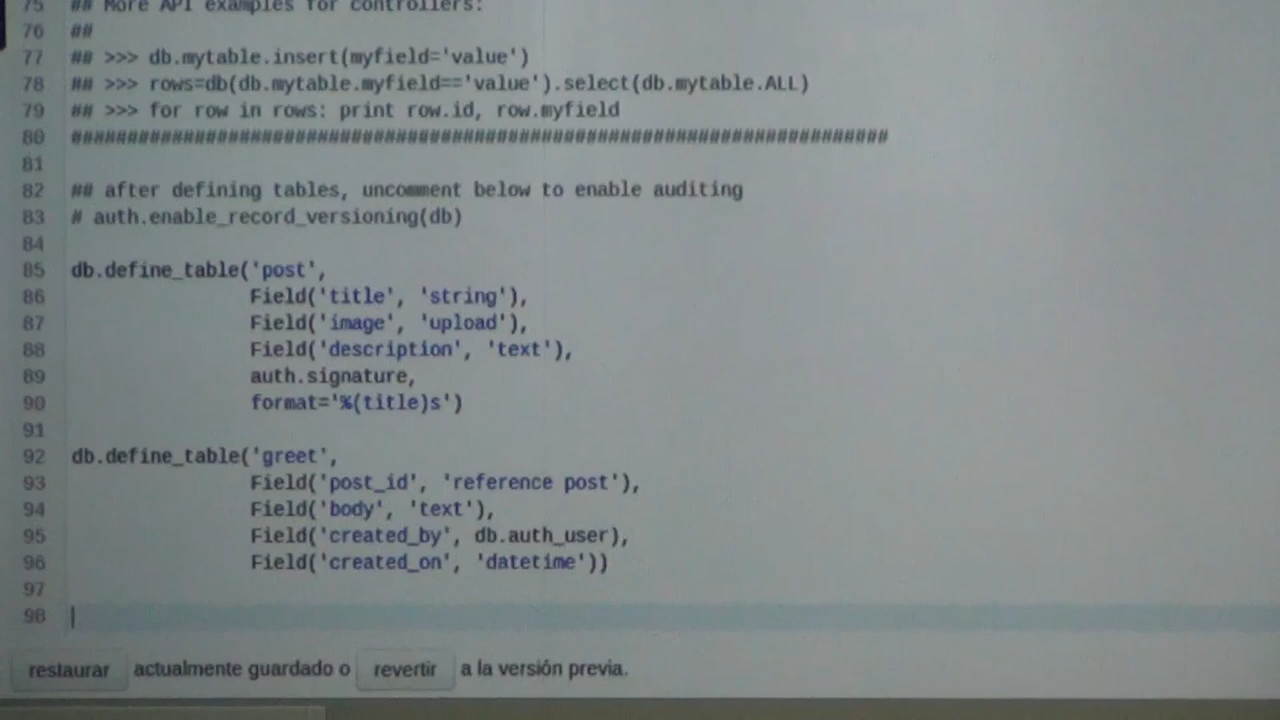 75 ## More API examples for controllers:
76 ##
77 ## >>> db.mytable.insert(myfield='value')
78 ## >>> rows=db(db.mytable.myfield=='value').select(db.mytable.ALL)
79 ## >>> for row in rows: print row.id, row.myfield
80 #########################################################################
81
82 ## after defining tables, uncomment below to enable auditing
83 # auth.enable_record_versioning(db)
84
85 db.define_table('post',
86 Field('title', 'string'),
87 Field('image', 'upload'),
88 Field('description', 'text'),
89 auth.signature,
90 format='%(title)s')
91
92 db.define_table('greet',
93 Field('post_id', 'reference post'),
94 Field('body', 'text'),
95 Field('created_by', db.auth_user),
96 Field('created_on', 'datetime'))
97
98
restaurar actualmente guardado o revertir a la versión previa.